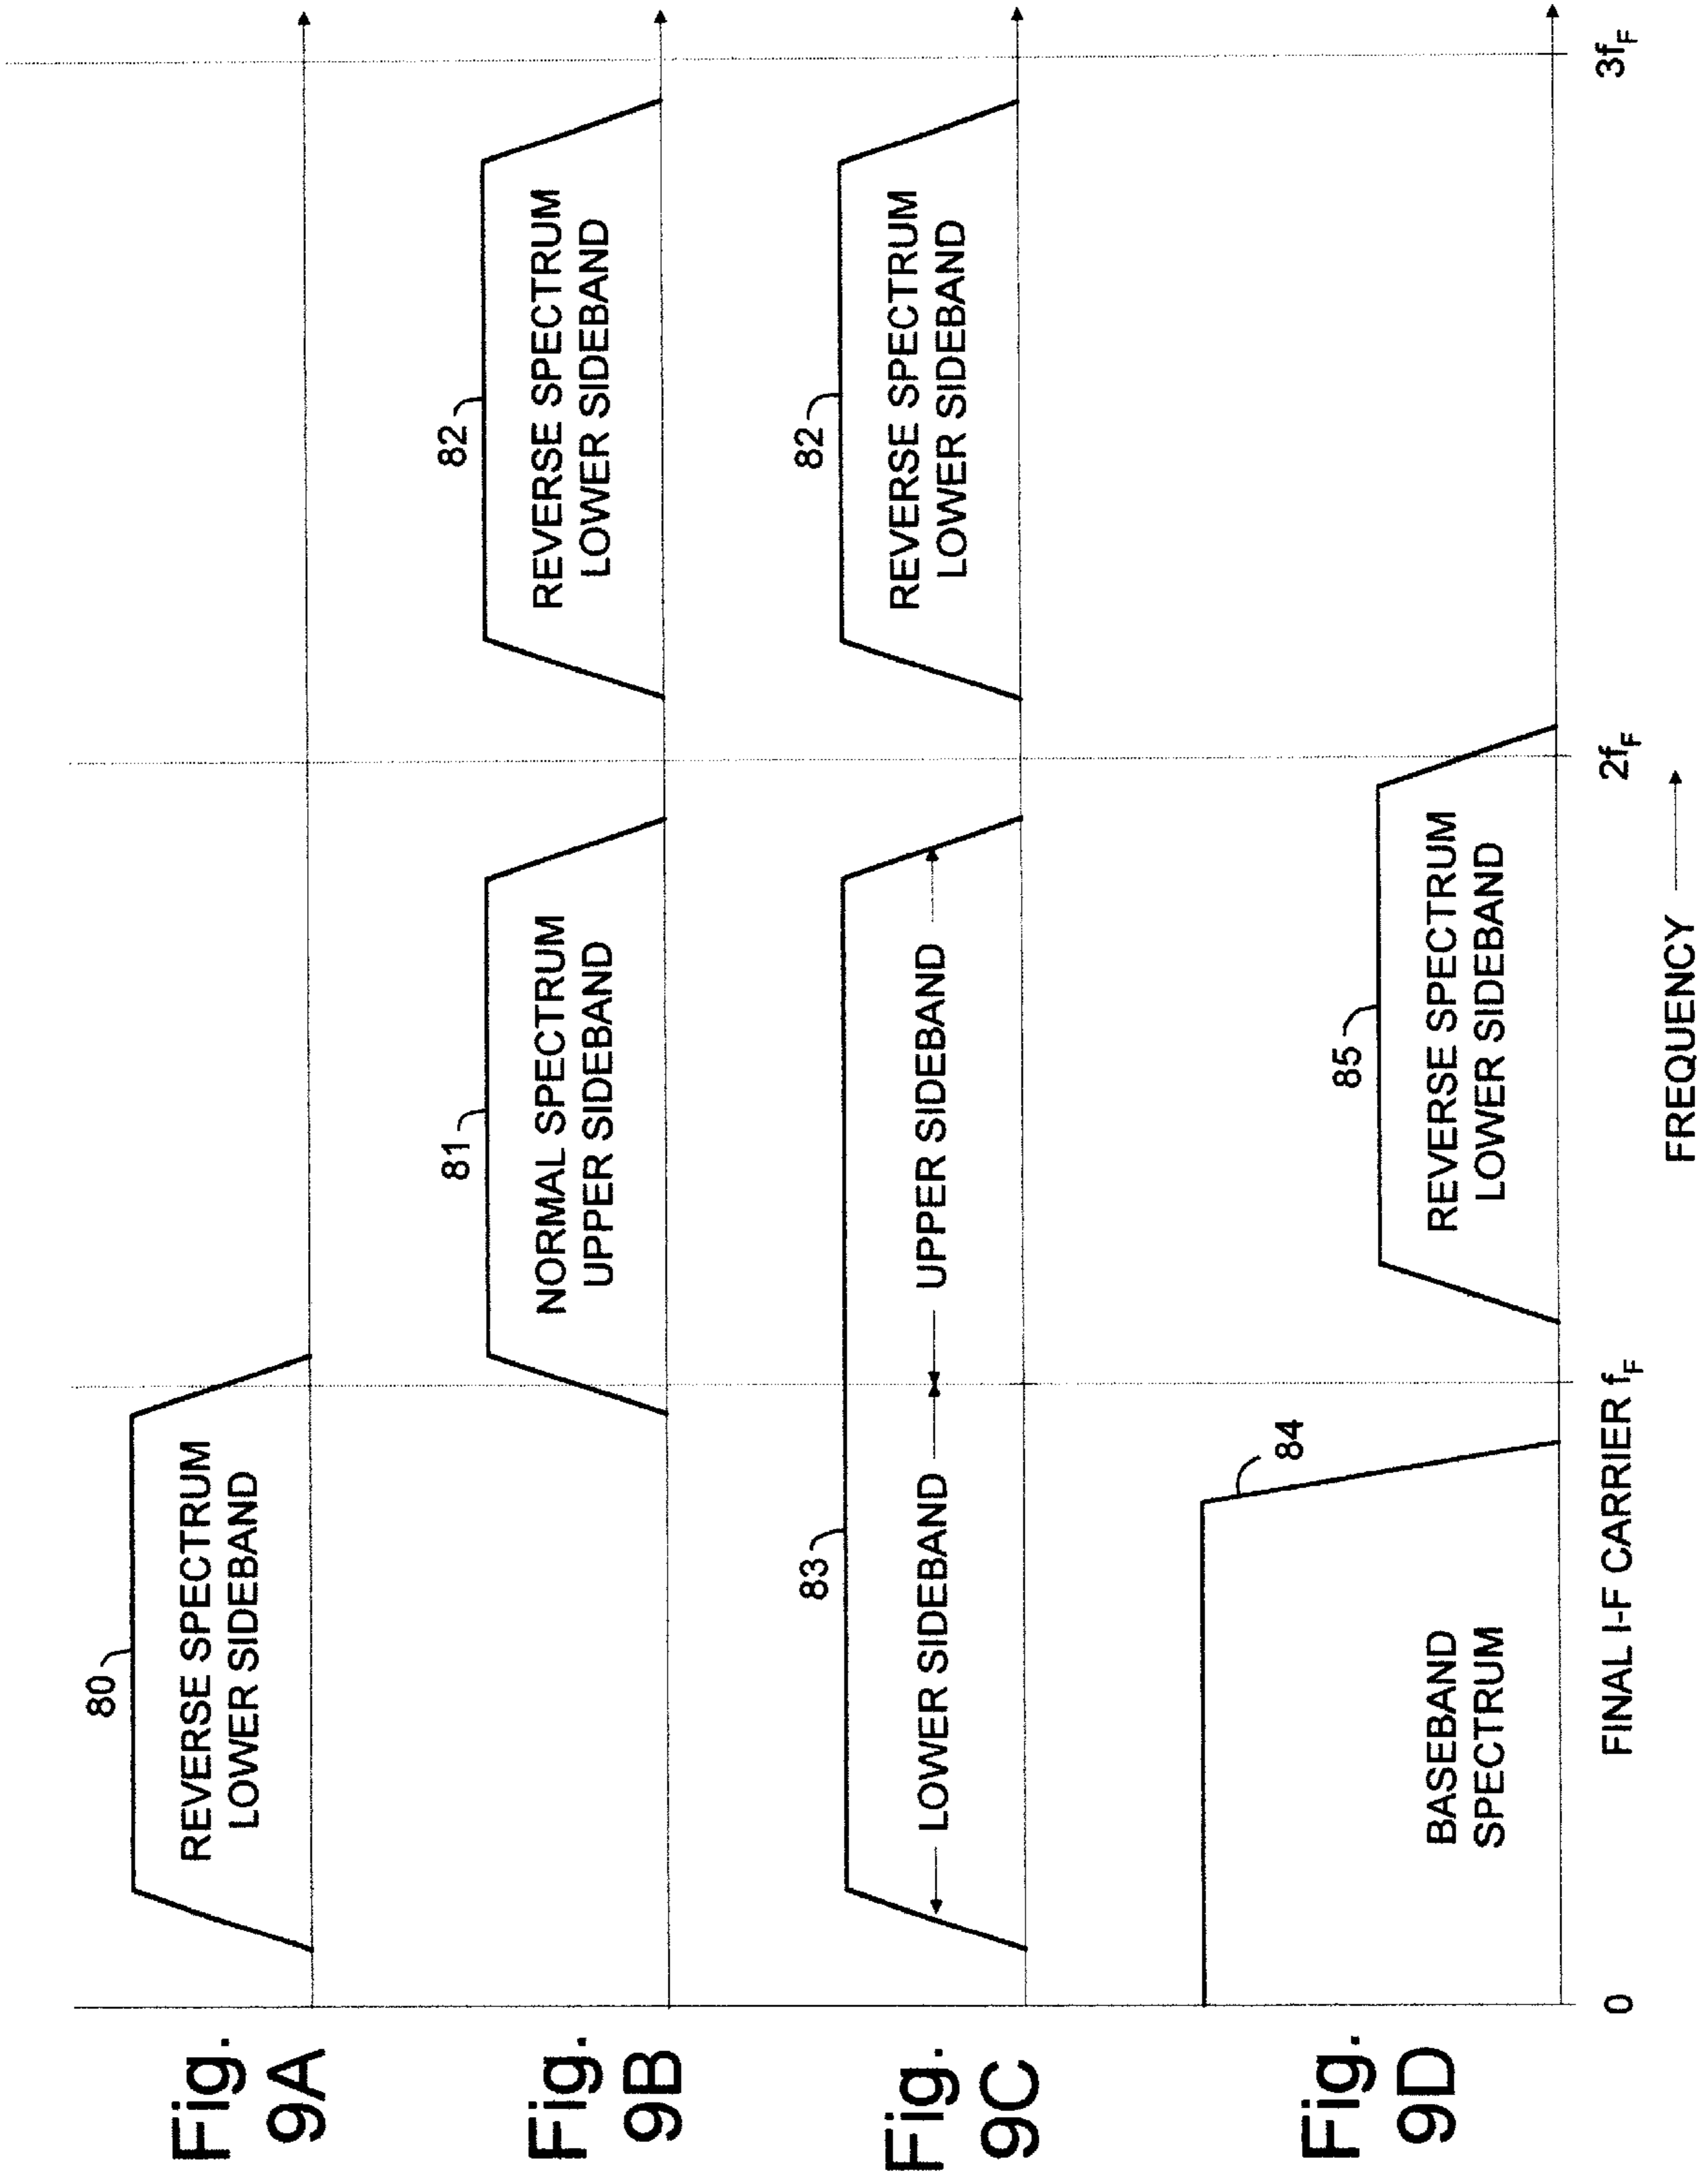 Fig.
9A
80
REVERSE SPECTRUM
LOWER SIDEBAND
Fig.
9B
81
NORMAL SPECTRUM
UPPER SIDEBAND
82
REVERSE SPECTRUM
LOWER SIDEBAND
Fig.
9C
83
LOWER SIDEBAND
UPPER SIDEBAND
82
REVERSE SPECTRUM
LOWER SIDEBAND
Fig.
9D
84
BASEBAND
SPECTRUM
85
REVERSE SPECTRUM
LOWER SIDEBAND
0
FINAL I-F CARRIER fF
2fF
3fF
FREQUENCY